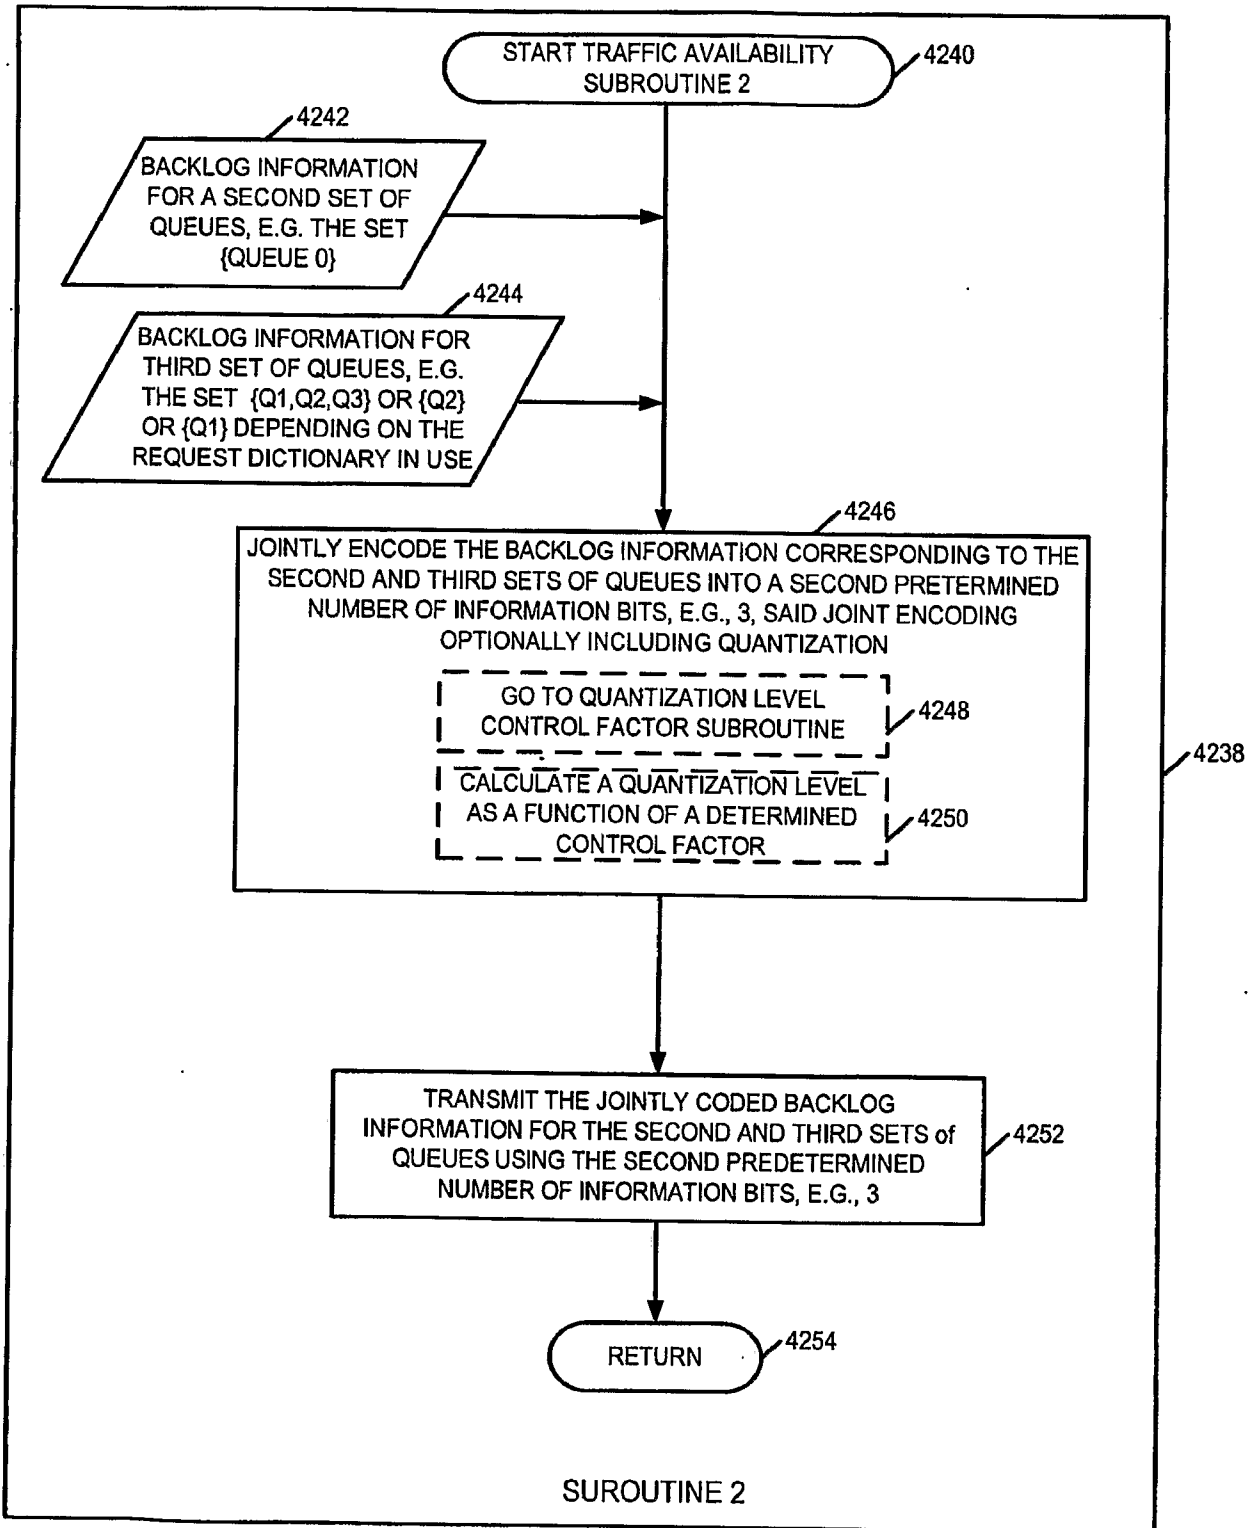 START TRAFFIC AVAILABILITY
SUBROUTINE 2
4240
4242
BACKLOG INFORMATION
FOR A SECOND SET OF
QUEUES, E.G. THE SET
{QUEUE 0}
4244
BACKLOG INFORMATION FOR
THIRD SET OF QUEUES, E.G.
THE SET {Q1,Q2,Q3} OR {Q2}
OR {Q1} DEPENDING ON THE
REQUEST DICTIONARY IN USE
4246
JOINTLY ENCODE THE BACKLOG INFORMATION CORRESPONDING TO THE
SECOND AND THIRD SETS OF QUEUES INTO A SECOND PRETERMINED
NUMBER OF INFORMATION BITS, E.G., 3, SAID JOINT ENCODING
OPTIONALLY INCLUDING QUANTIZATION
GO TO QUANTIZATION LEVEL
CONTROL FACTOR SUBROUTINE
4248
4238
CALCULATE A QUANTIZATION LEVEL
AS A FUNCTION OF A DETERMINED
CONTROL FACTOR
4250
TRANSMIT THE JOINTLY CODED BACKLOG
INFORMATION FOR THE SECOND AND THIRD SETS of
QUEUES USING THE SECOND PREDETERMINED
NUMBER OF INFORMATION BITS, E.G., 3
4252
RETURN
4254
SUROUTINE 2